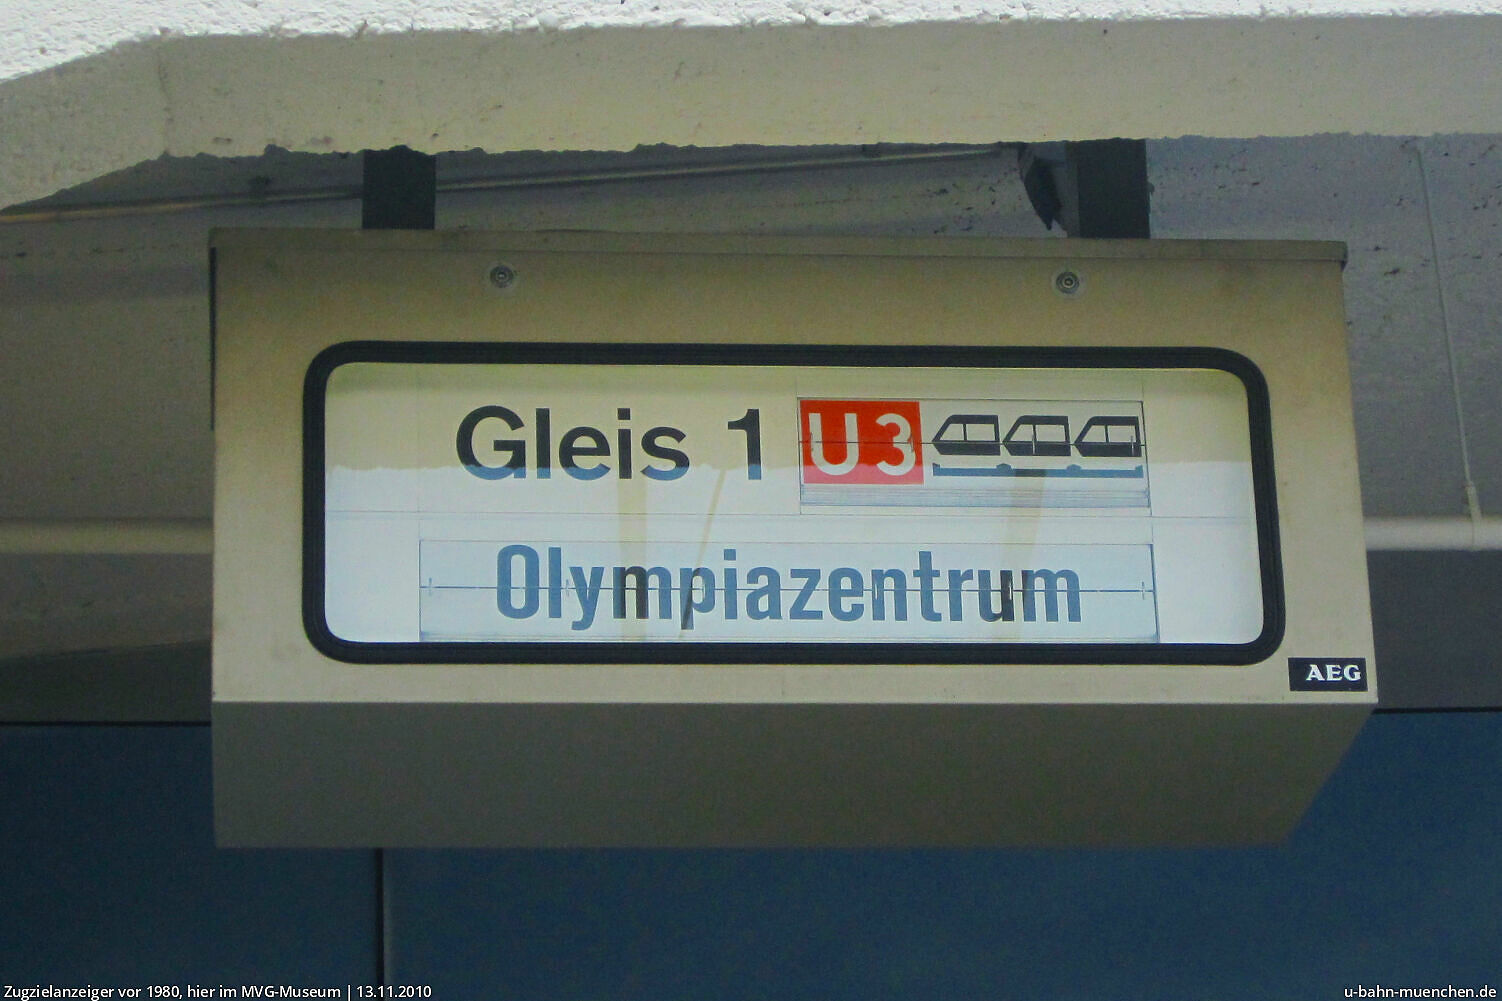 Gleis 1 U3
Olympiazentrum
AEG
Zugzielanzeiger vor 1980, hier im MVG-Museum | 13.11.2010
u-bahn-muenchen.de